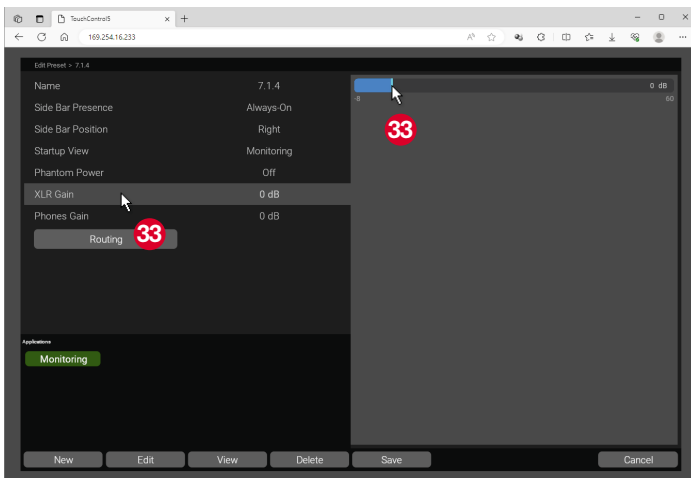 TouchControl5
169.254.16.233
Edit Preset > 7.1.4
Name 7.1.4
Side Bar Presence Always-On
Side Bar Position Right
Startup View Monitoring
Phantom Power Off
XLR Gain 0 dB
Phones Gain 0 dB
Routing 33
0 dB
-8 60
33
Applications
Monitoring
New Edit View Delete Save Cancel